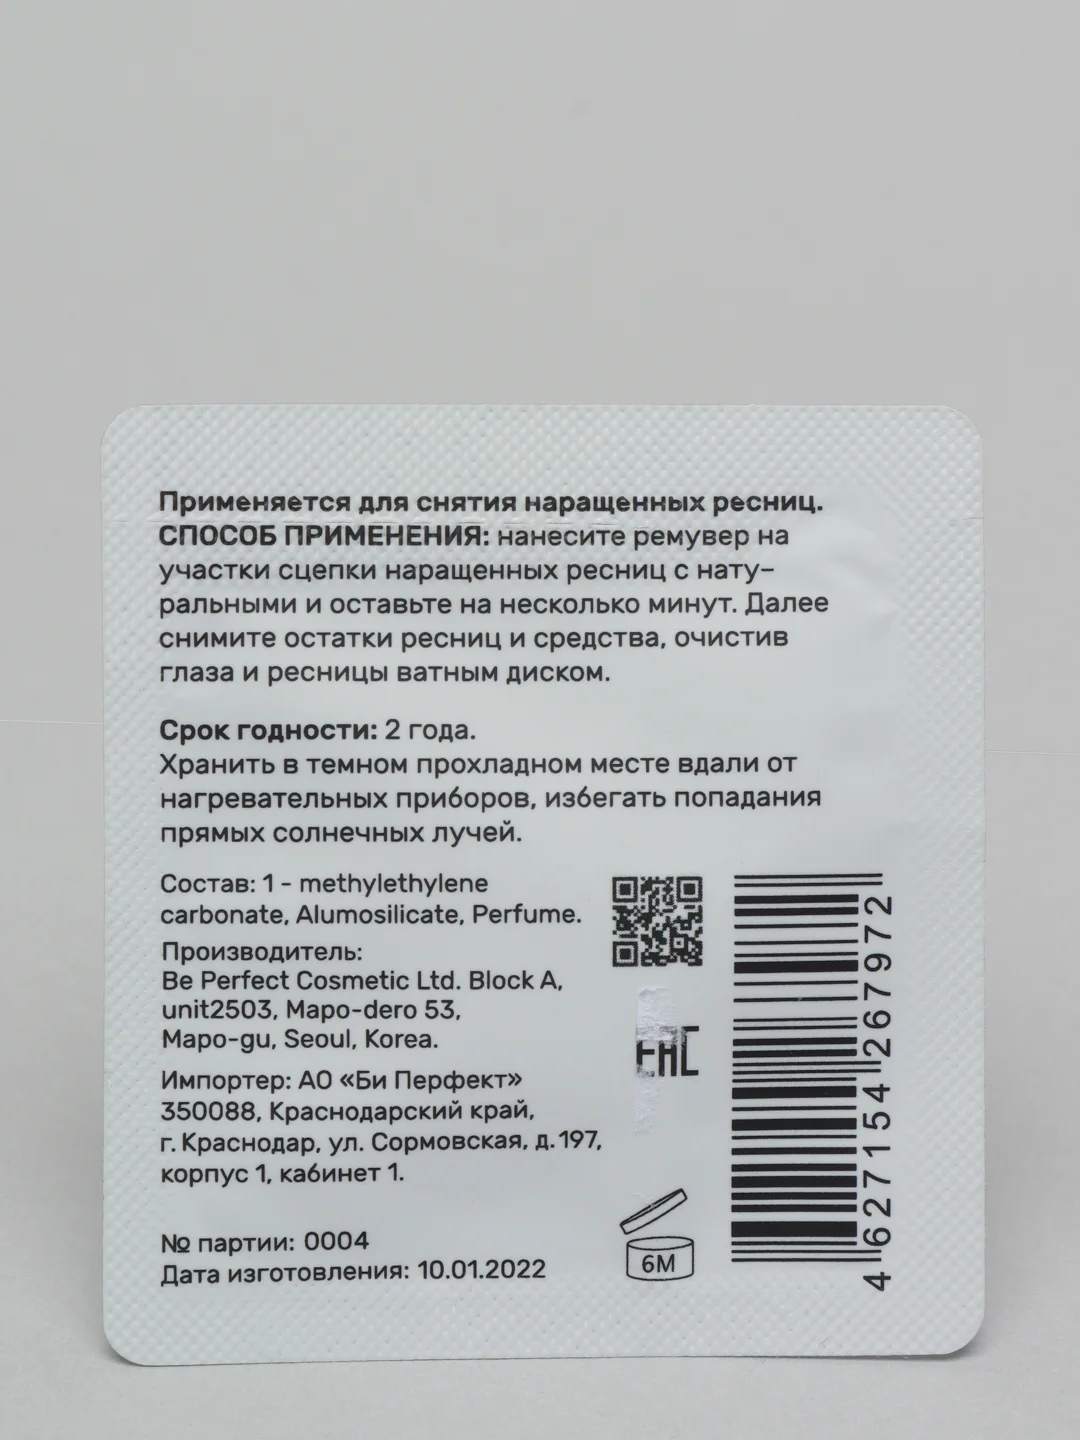 Применяется для снятия наращенных ресниц.
СПОСОБ ПРИМЕНЕНИЯ: нанесите ремувер на
участки сцепки наращенных ресниц с нату-
ральными и оставьте на несколько минут. Далее
снимите остатки ресниц и средства, очистив
глаза и ресницы ватным диском.
Срок годности: 2 года.
Хранить в темном прохладном месте вдали от
нагревательных приборов, избегать попадания
прямых солнечных лучей.
Состав: 1 - methylethylene
carbonate, Alumosilicate, Perfume.
Производитель:
Be Perfect Cosmetic Ltd. Block A,
unit2503, Mapo-dero 53,
Mapo-gu, Seoul, Korea.
Импортер: АО «Би Перфект»
350088, Краснодарский край,
г. Краснодар, ул. Сормовская, д.197,
корпус 1, кабинет 1.
№ партии: 0004
Дата изготовления: 10.01.2022
EAC
6M
4 627154 267972